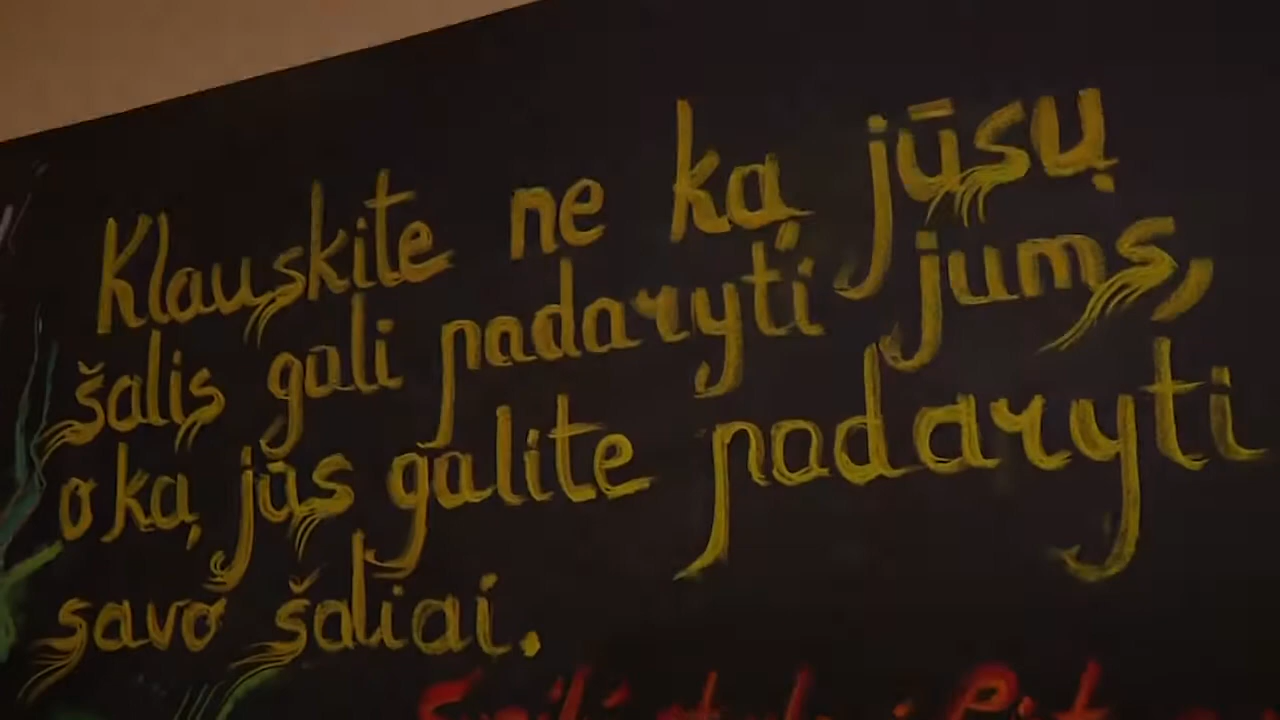 Klauskite ne ką jūsų
šalis gali padaryti jums,
o ką jūs galite padaryti
savo šaliai.